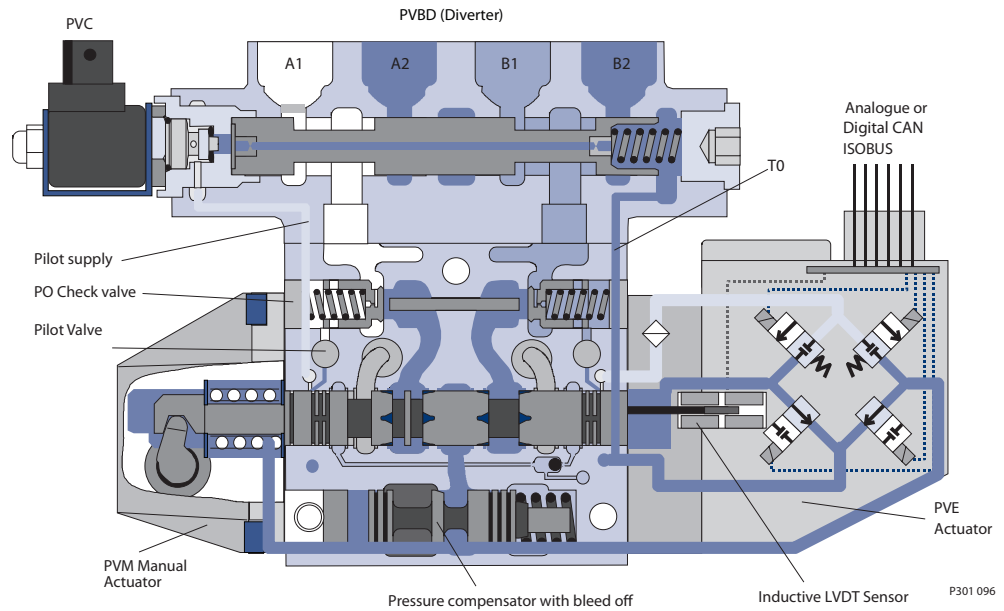 PVBD (Diverter)
PVC
A1
A2
B1
B2
Analogue or
Digital CAN
ISOBUS
T0
Pilot supply
PO Check valve
Pilot Valve
PVE
Actuator
PVM Manual
Actuator
Pressure compensator with bleed off
Inductive LVDT Sensor
P301 096